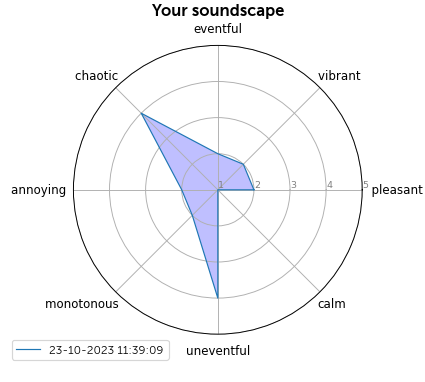 Your soundscape
eventful
chaotic
vibrant
annoying
1 2 3 4 5
pleasant
monotonous
calm
uneventful
23-10-2023 11:39:09